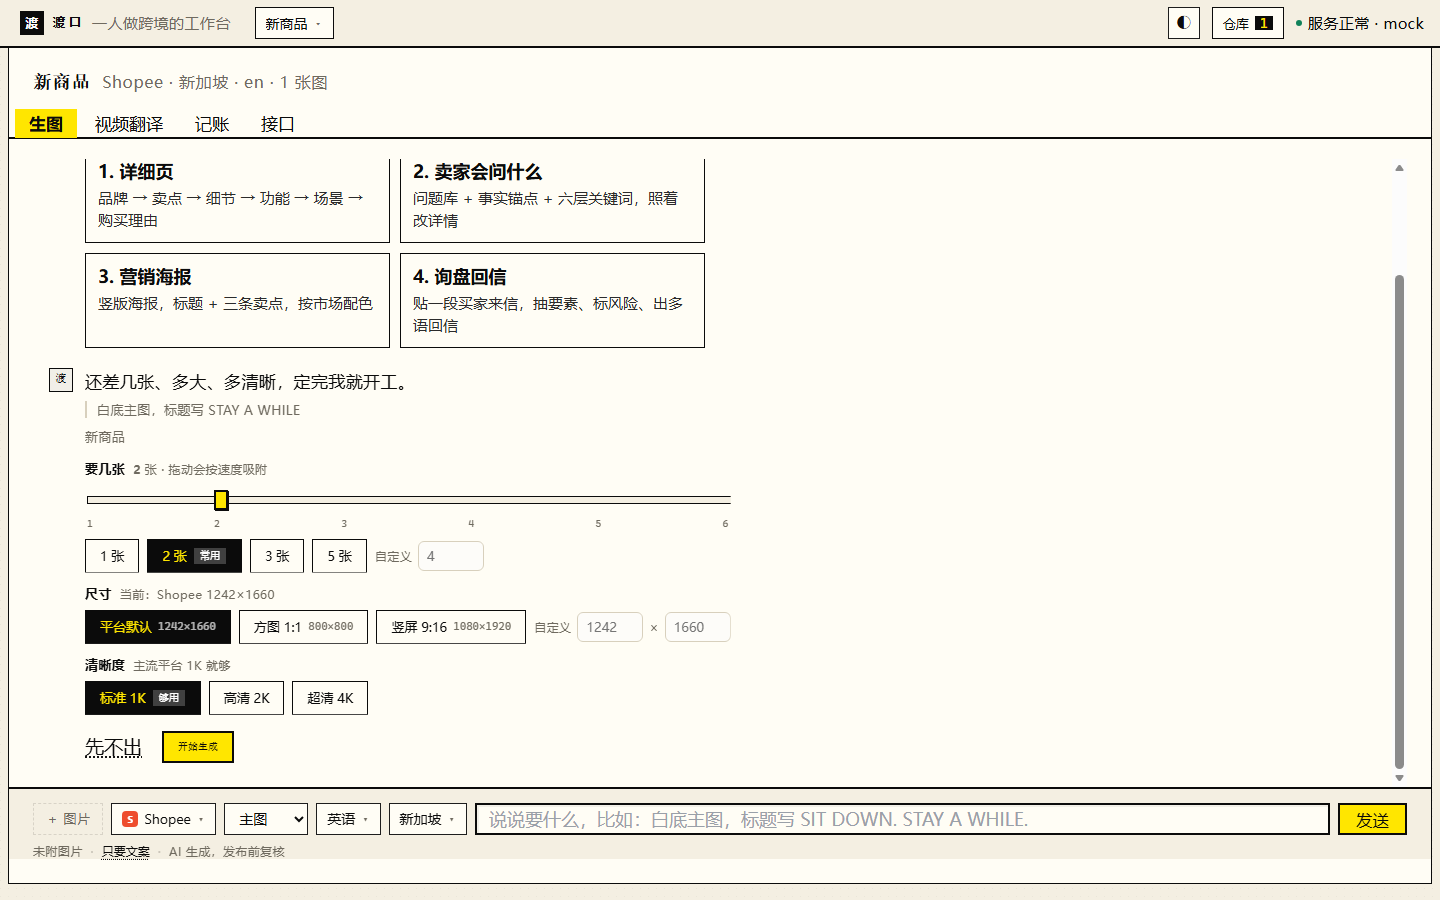 渡 渡口 一人做跨境的工作台 新商品 仓库 1 服务正常 · mock
新商品 Shopee · 新加坡 · en · 1 张图
生图 视频翻译 记账 接口
1. 详细页
品牌 → 卖点 → 细节 → 功能 → 场景 →
购买理由
2. 卖家会问什么
问题库 + 事实锚点 + 六层关键词，照着
改详情
3. 营销海报
竖版海报，标题 + 三条卖点，按市场配色
4. 询盘回信
贴一段买家来信，抽要素、标风险、出多
语回信
渡 还差几张、多大、多清晰，定完我就开工。
白底主图，标题写 STAY A WHILE
新商品
要几张 2 张 · 拖动会按速度吸附
1 2 3 4 5 6
1 张 2 张 常用 3 张 5 张 自定义 4
尺寸 当前：Shopee 1242×1660
平台默认 1242×1660 方图 1:1 800×800 竖屏 9:16 1080×1920 自定义 1242 × 1660
清晰度 主流平台 1K 就够
标准 1K 够用 高清 2K 超清 4K
先不出 开始生成
+ 图片 S Shopee 主图 英语 新加坡 说说要什么，比如：白底主图，标题写 SIT DOWN. STAY A WHILE. 发送
未附图片 · 只要文案 · AI 生成，发布前复核